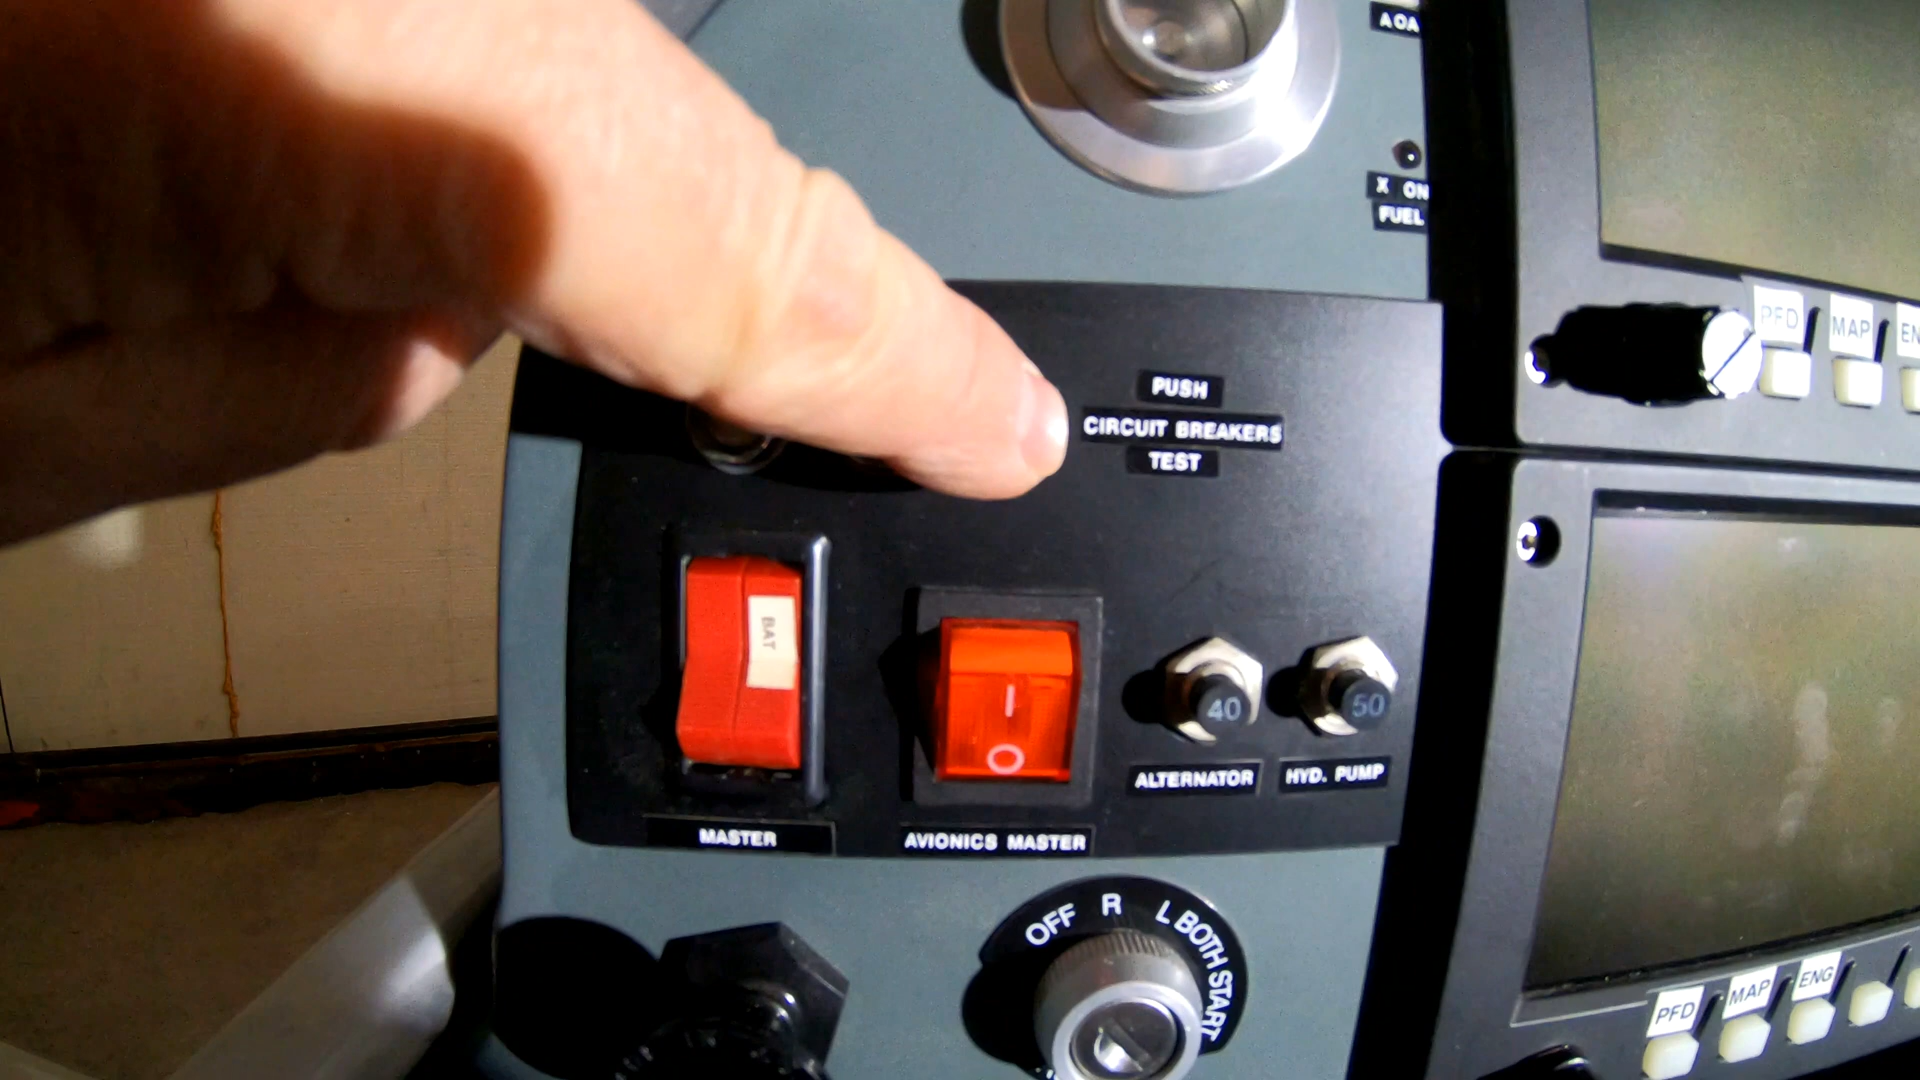 AOA
X ON
FUEL
PFD
MAP
PUSH
CIRCUIT BREAKERS
TEST
BAT
40
50
ALTERNATOR
HYD. PUMP
MASTER
AVIONICS MASTER
OFF R L BOTH START
PFD
MAP
ENG